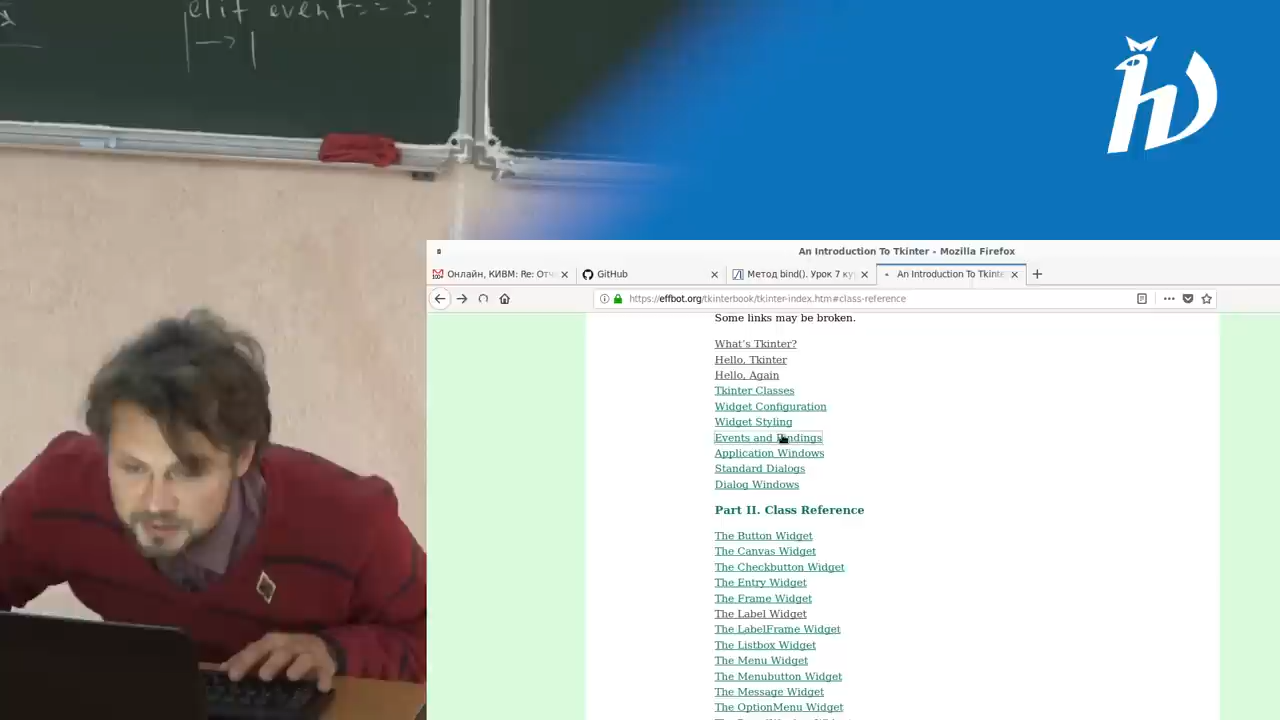 elif event == 5:
An Introduction To Tkinter - Mozilla Firefox
Онлайн, КИВМ: Re: Отч
GitHub
Метод bind(). Урок 7 ку
An Introduction To Tkinte
https://effbot.org/tkinterbook/tkinter-index.htm#class-reference
Some links may be broken.
What's Tkinter?
Hello, Tkinter
Hello, Again
Tkinter Classes
Widget Configuration
Widget Styling
Events and Bindings
Application Windows
Standard Dialogs
Dialog Windows
Part II. Class Reference
The Button Widget
The Canvas Widget
The Checkbutton Widget
The Entry Widget
The Frame Widget
The Label Widget
The LabelFrame Widget
The Listbox Widget
The Menu Widget
The Menubutton Widget
The Message Widget
The OptionMenu Widget